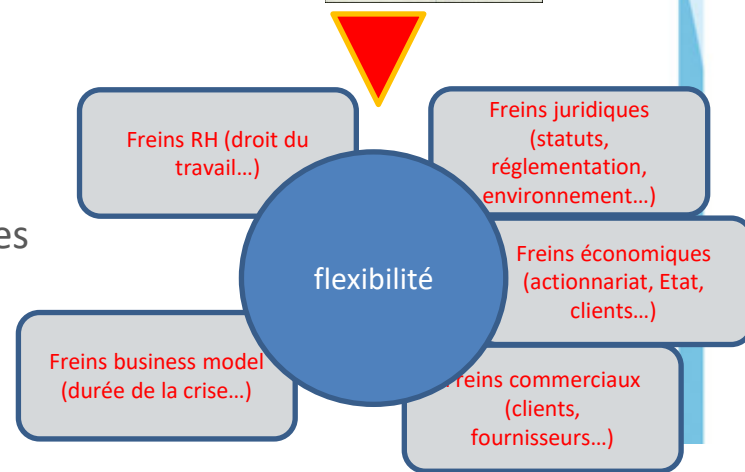 Freins RH (droit du
travail...)
Freins juridiques
(statuts,
réglementation,
environnement...)
es
flexibilité
Freins économiques
(actionnariat, Etat,
clients...)
Freins business model
(durée de la crise...)
reins commerciaux
(clients,
fournisseurs...)